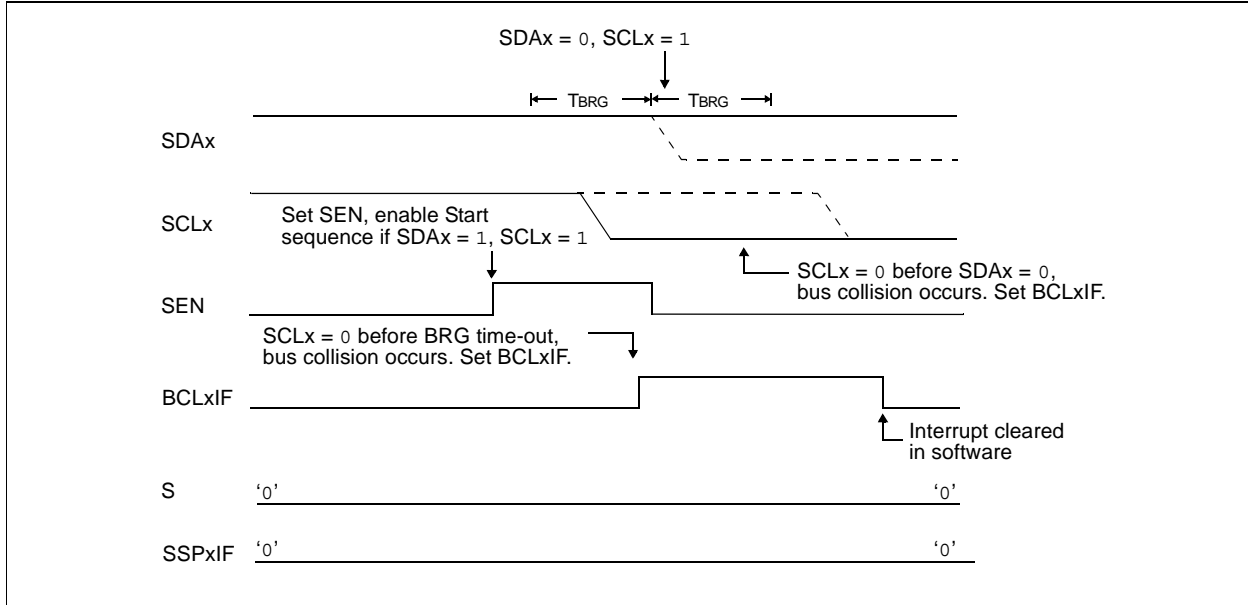 SDAx = 0, SCLx = 1
TBRG
TBRG
SDAx
SCLx
Set SEN, enable Start
sequence if SDAx = 1, SCLx = 1
SCLx = 0 before SDAx = 0,
bus collision occurs. Set BCLxIF.
SEN
SCLx = 0 before BRG time-out,
bus collision occurs. Set BCLxIF.
BCLxIF
Interrupt cleared
in software
S
‘0’
‘0’
SSPxIF
‘0’
‘0’